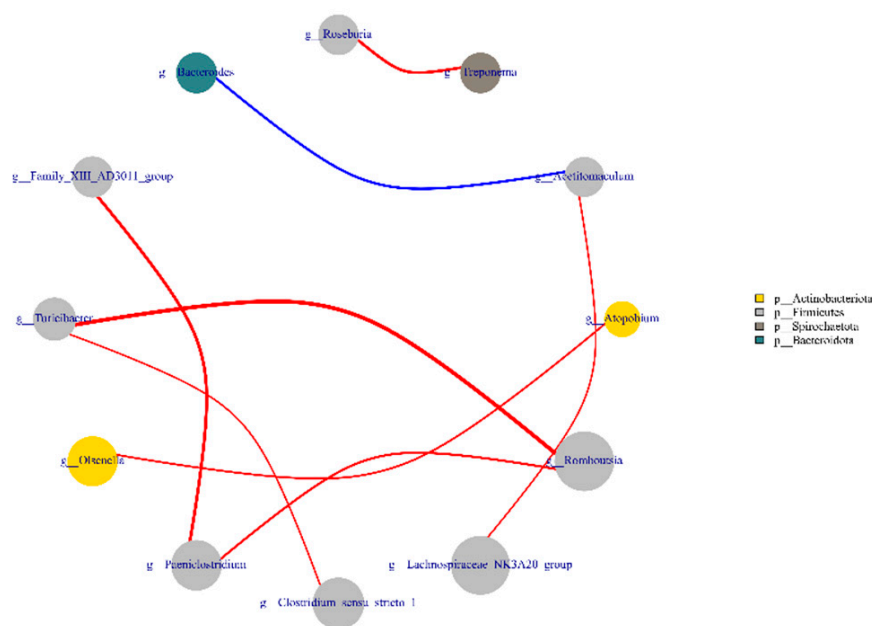 g__Roseburia
g__Bacteroides
g__Treponema
g__Family_XIII_AD3011_group
g__Acetitomaculum
g__Turicibacter
g__Atopobium
p__Actinobacteriota
p__Firmicutes
p__Spirochaetota
p__Bacteroidota
g__Olsenella
g__Romboutsia
g__Paeniclostridium
g__Lachnospiraceae_NK3A20_group
g__Clostridium_sensu_stricto_1